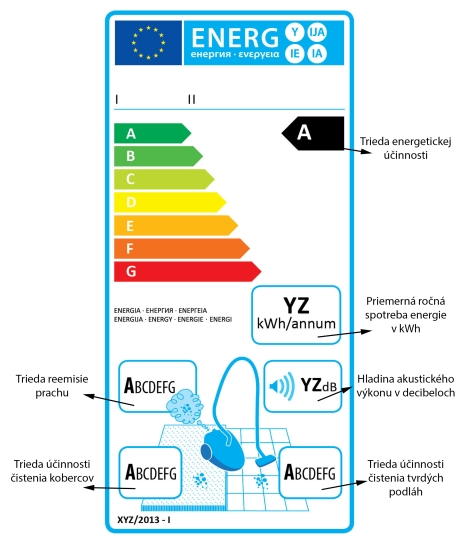 ENERG Y IJA
енергия · ενεργεια IE IA
I II
A
B
C
D
E
F
G
A
Trieda energetickej
účinnosti
ENERGIA · ЕНЕРГИЯ · ΕΝΕΡΓΕΙΑ
ENERGIJA · ENERGY · ENERGIE · ENERGI
YZ
kWh/annum
Priemerná ročná
spotreba energie
v kWh
Trieda reemisie
prachu
ABCDEFG
YZdB
Hladina akustického
výkonu v decibeloch
Trieda účinnosti
čistenia kobercov
ABCDEFG
ABCDEFG
Trieda účinnosti
čistenia tvrdých
podláh
XYZ/2013 - I